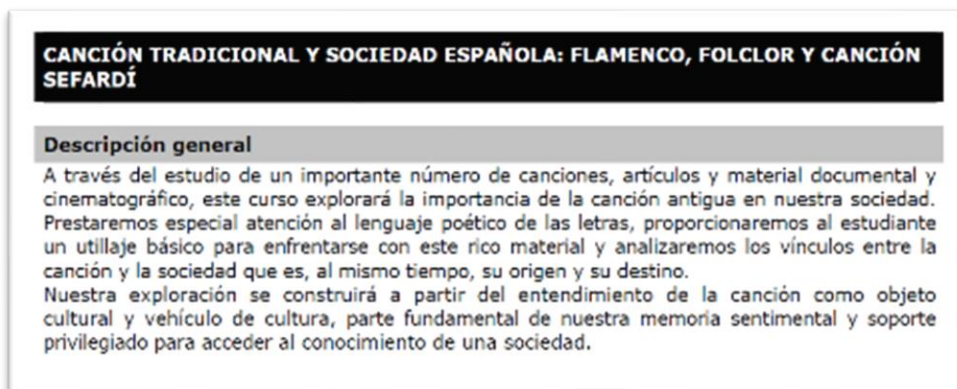 CANCIÓN TRADICIONAL Y SOCIEDAD ESPAÑOLA: FLAMENCO, FOLCLOR Y CANCIÓN
SEFARDÍ
Descripción general
A través del estudio de un importante número de canciones, artículos y material documental y
cinematográfico, este curso explorará la importancia de la canción antigua en nuestra sociedad.
Prestaremos especial atención al lenguaje poético de las letras, proporcionaremos al estudiante
un utillaje básico para enfrentarse con este rico material y analizaremos los vínculos entre la
canción y la sociedad que es, al mismo tiempo, su origen y su destino.
Nuestra exploración se construirá a partir del entendimiento de la canción como objeto
cultural y vehículo de cultura, parte fundamental de nuestra memoria sentimental y soporte
privilegiado para acceder al conocimiento de una sociedad.